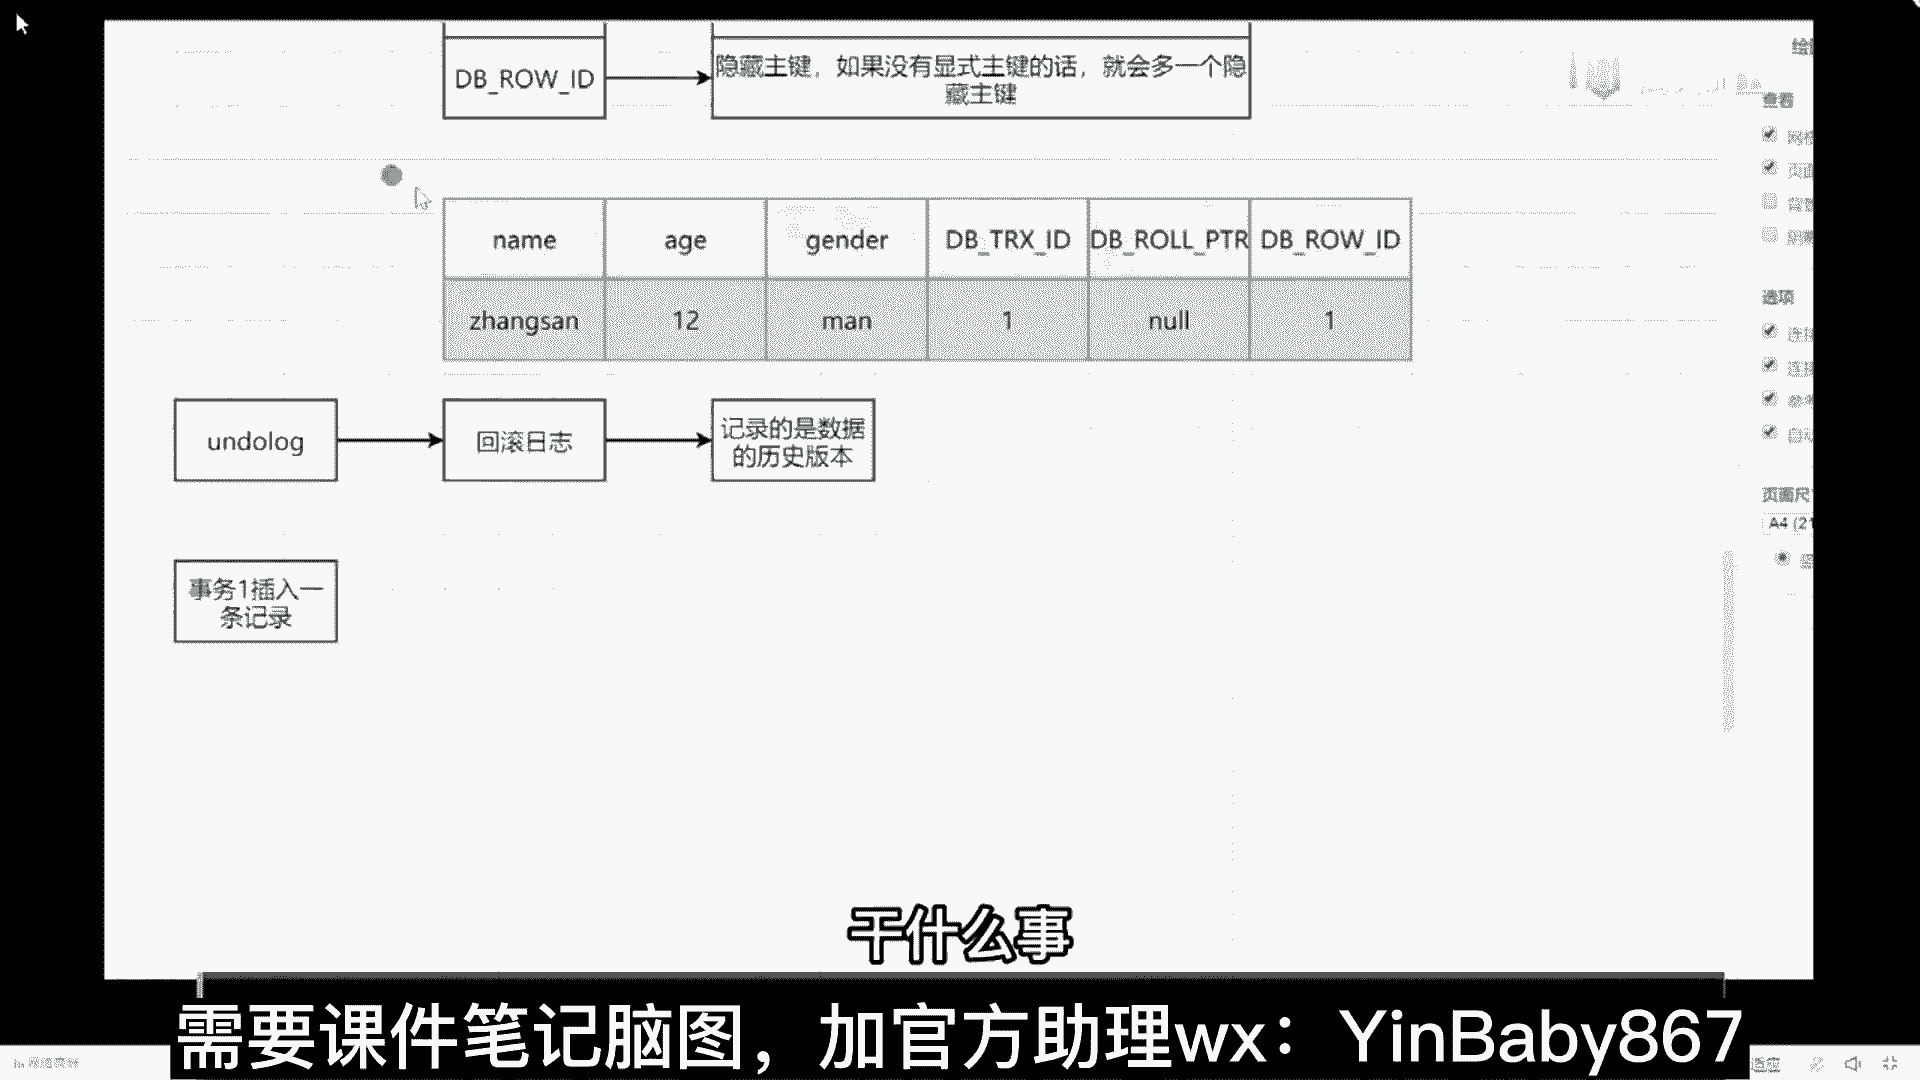 DB_ROW_ID
隐藏主键，如果没有显式主键的话，就会多一个隐
藏主键
查看
name age gender DB_TRX_ID DB_ROLL_PTR DB_ROW_ID
zhangsan 12 man 1 null 1
选项
undolog
回滚日志
记录的是数据
的历史版本
页面尺
A4 (21
事务1插入一
条记录
干什么事
需要课件笔记脑图，加官方助理wx：YinBaby867